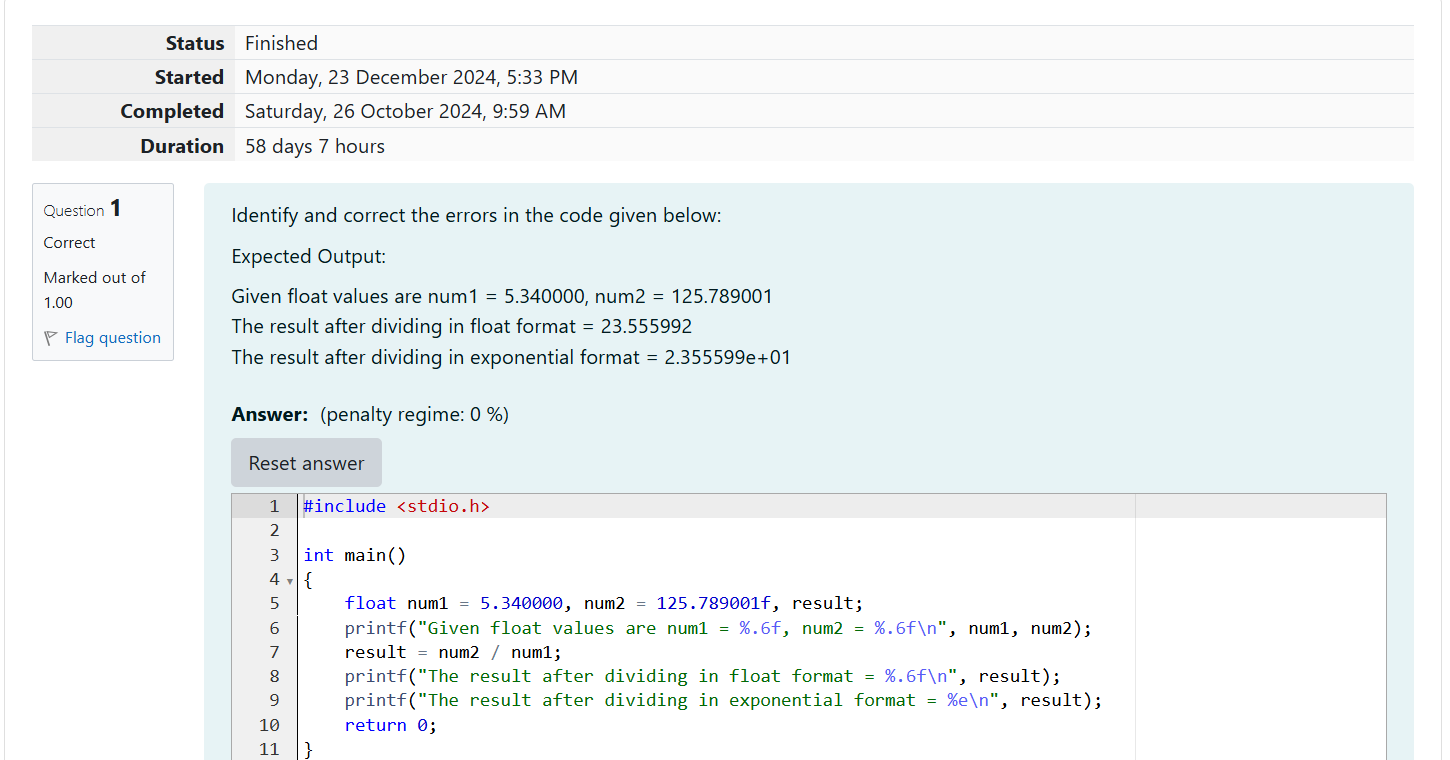 Status Finished
Started Monday, 23 December 2024, 5:33 PM
Completed Saturday, 26 October 2024, 9:59 AM
Duration 58 days 7 hours
Question 1
Correct
Marked out of
1.00
Flag question
Identify and correct the errors in the code given below:
Expected Output:
Given float values are num1 = 5.340000, num2 = 125.789001
The result after dividing in float format = 23.555992
The result after dividing in exponential format = 2.355599e+01
Answer: (penalty regime: 0 %)
Reset answer
1 #include <stdio.h>
2
3 int main()
4 {
5     float num1 = 5.340000, num2 = 125.789001f, result;
6     printf("Given float values are num1 = %.6f, num2 = %.6f\n", num1, num2);
7     result = num2 / num1;
8     printf("The result after dividing in float format = %.6f\n", result);
9     printf("The result after dividing in exponential format = %e\n", result);
10     return 0;
11 }